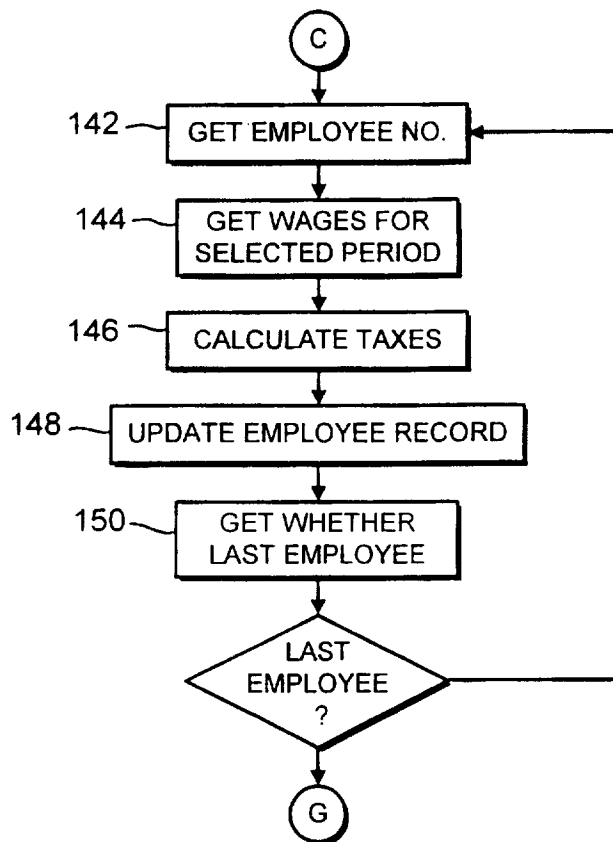 C
142
GET EMPLOYEE NO.
144
GET WAGES FOR
SELECTED PERIOD
146
CALCULATE TAXES
148
UPDATE EMPLOYEE RECORD
150
GET WHETHER
LAST EMPLOYEE
LAST
EMPLOYEE
?
G